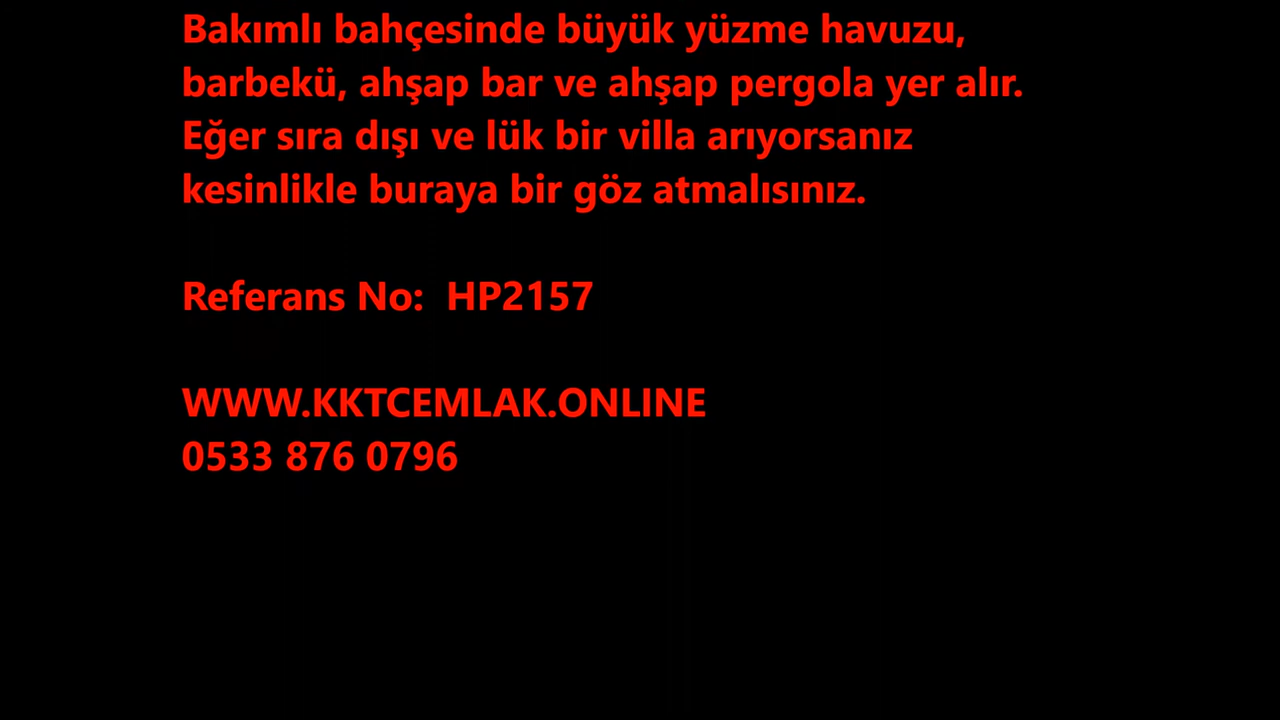 Bakımlı bahçesinde büyük yüzme havuzu,
barbekü, ahşap bar ve ahşap pergola yer alır.
Eğer sıra dışı ve lük bir villa arıyorsanız
kesinlikle buraya bir göz atmalısınız.
Referans No:  HP2157
WWW.KKTCEMLAK.ONLINE
0533 876 0796